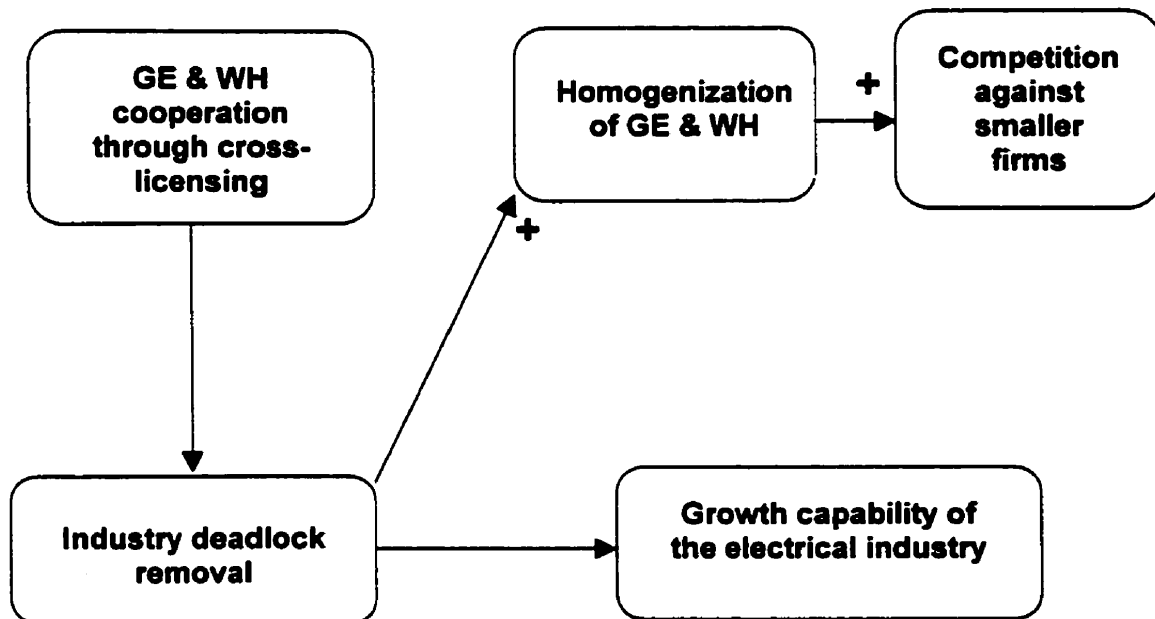 GE & WH
cooperation
through cross-
licensing
Homogenization
of GE & WH
+
Competition
against
smaller
firms
+
Industry deadlock
removal
Growth capability of
the electrical industry